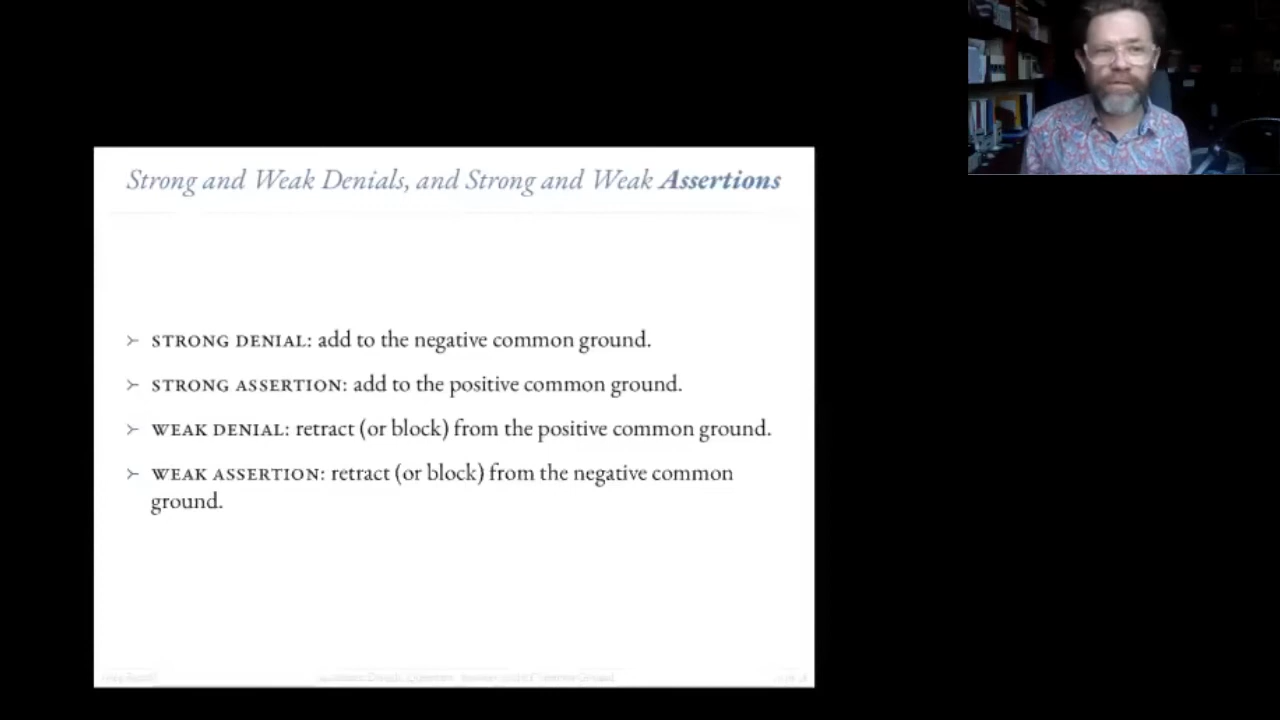 Strong and Weak Denials, and Strong and Weak Assertions
≻ STRONG DENIAL: add to the negative common ground.
≻ STRONG ASSERTION: add to the positive common ground.
≻ WEAK DENIAL: retract (or block) from the positive common ground.
≻ WEAK ASSERTION: retract (or block) from the negative common
ground.